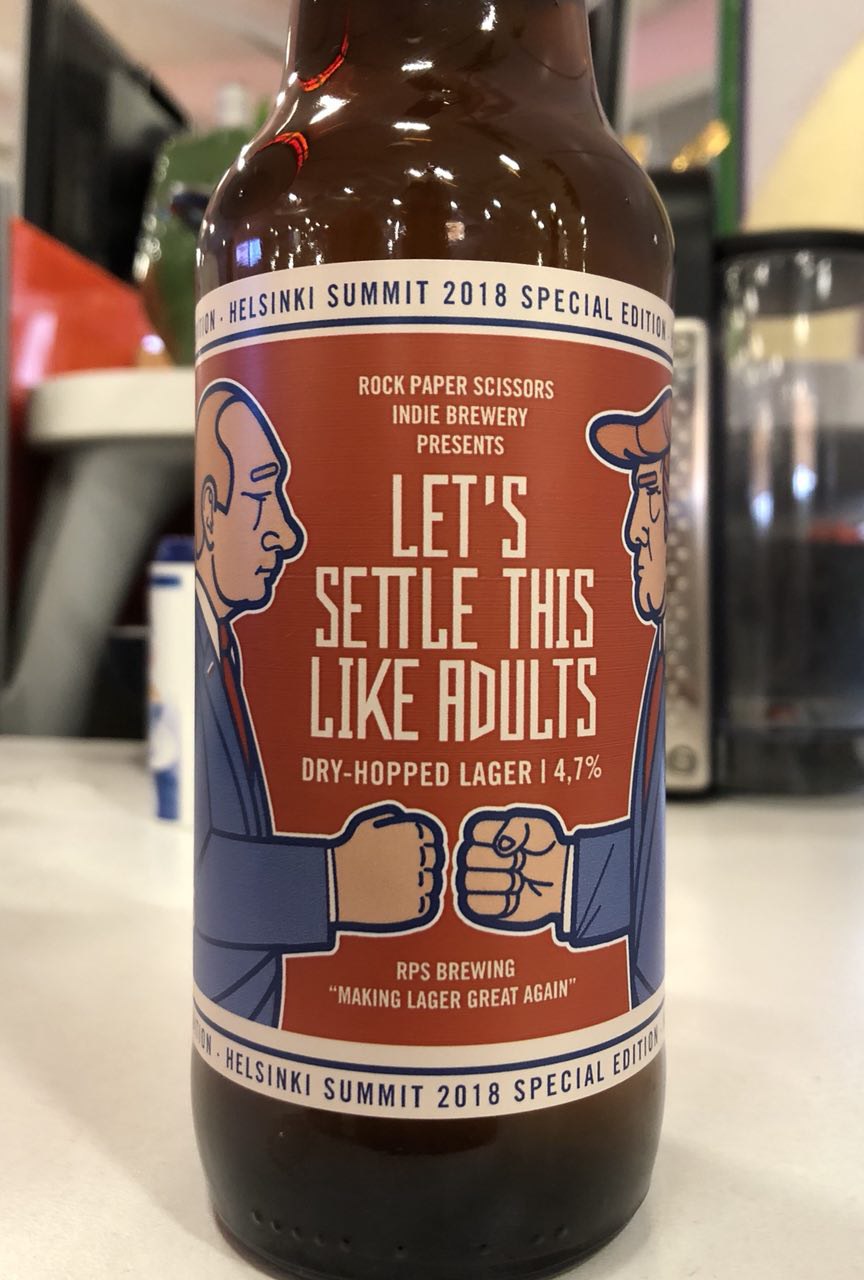 HELSINKI SUMMIT 2018 SPECIAL EDITION
ROCK PAPER SCISSORS
INDIE BREWERY
PRESENTS
LET'S
SETTLE THIS
LIKE ADULTS
DRY-HOPPED LAGER | 4,7%
RPS BREWING
"MAKING LAGER GREAT AGAIN"
HELSINKI SUMMIT 2018 SPECIAL EDITION